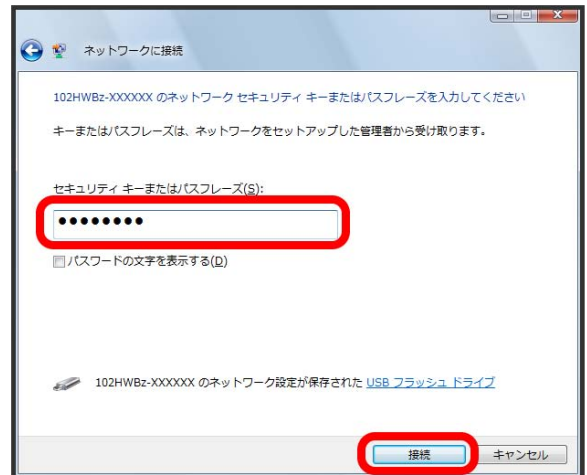 ネットワークに接続
102HWBz-XXXXXX のネットワーク セキュリティ キーまたはパスフレーズを入力してください
キーまたはパスフレーズは、ネットワークをセットアップした管理者から受け取ります。
セキュリティ キーまたはパスフレーズ(S):
●●●●●●●●
パスワードの文字を表示する(D)
102HWBz-XXXXXX のネットワーク設定が保存された USB フラッシュ ドライブ
接続 キャンセル